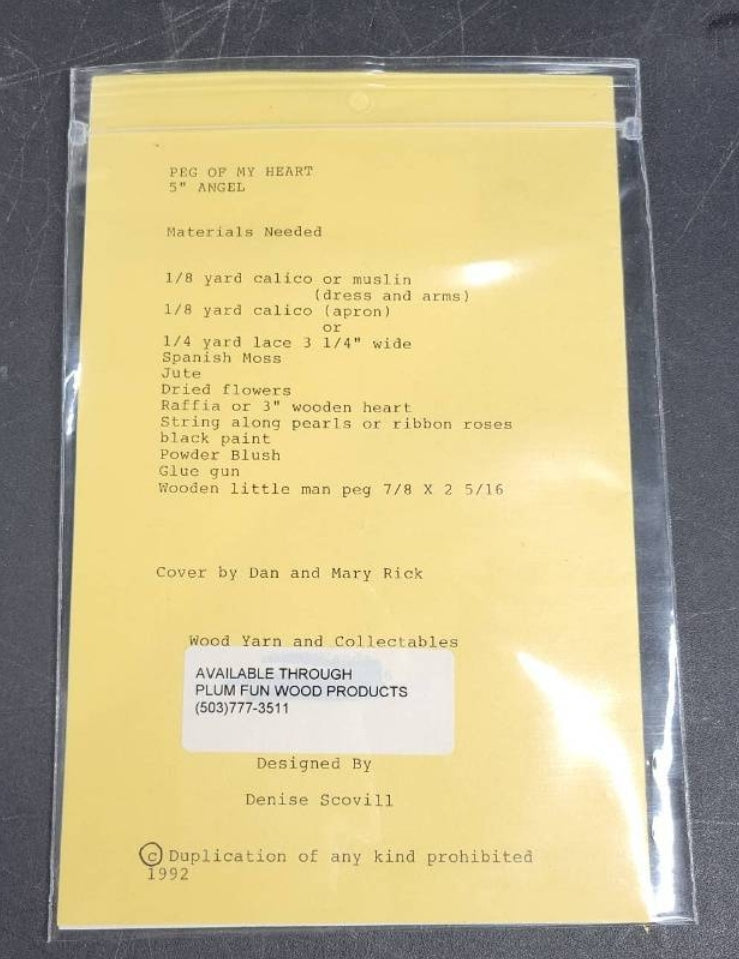 PEG OF MY HEART
5" ANGEL
Materials Needed
1/8 yard calico or muslin
(dress and arms)
1/8 yard calico (apron)
or
1/4 yard lace 3 1/4" wide
Spanish Moss
Jute
Dried flowers
Raffia or 3" wooden heart
String along pearls or ribbon roses
black paint
Powder Blush
Glue gun
Wooden little man peg 7/8 X 2 5/16
Cover by Dan and Mary Rick
Wood Yarn and Collectables
AVAILABLE THROUGH
PLUM FUN WOOD PRODUCTS
(503)777-3511
Designed By
Denise Scovill
© Duplication of any kind prohibited
1992